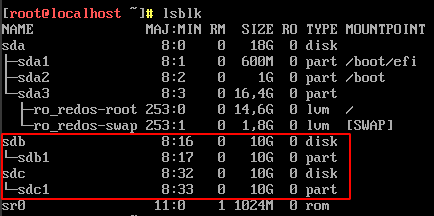 [root@localhost ~]# lsblk
NAME MAJ:MIN RM SIZE RO TYPE MOUNTPOINT
sda 8:0 0 18G 0 disk
├─sda1 8:1 0 600M 0 part /boot/efi
├─sda2 8:2 0 1G 0 part /boot
└─sda3 8:3 0 16,4G 0 part
├─ro_redos-root 253:0 0 14,6G 0 lvm /
└─ro_redos-swap 253:1 0 1,8G 0 lvm [SWAP]
sdb 8:16 0 10G 0 disk
└─sdb1 8:17 0 10G 0 part
sdc 8:32 0 10G 0 disk
└─sdc1 8:33 0 10G 0 part
sr0 11:0 1 1024M 0 rom